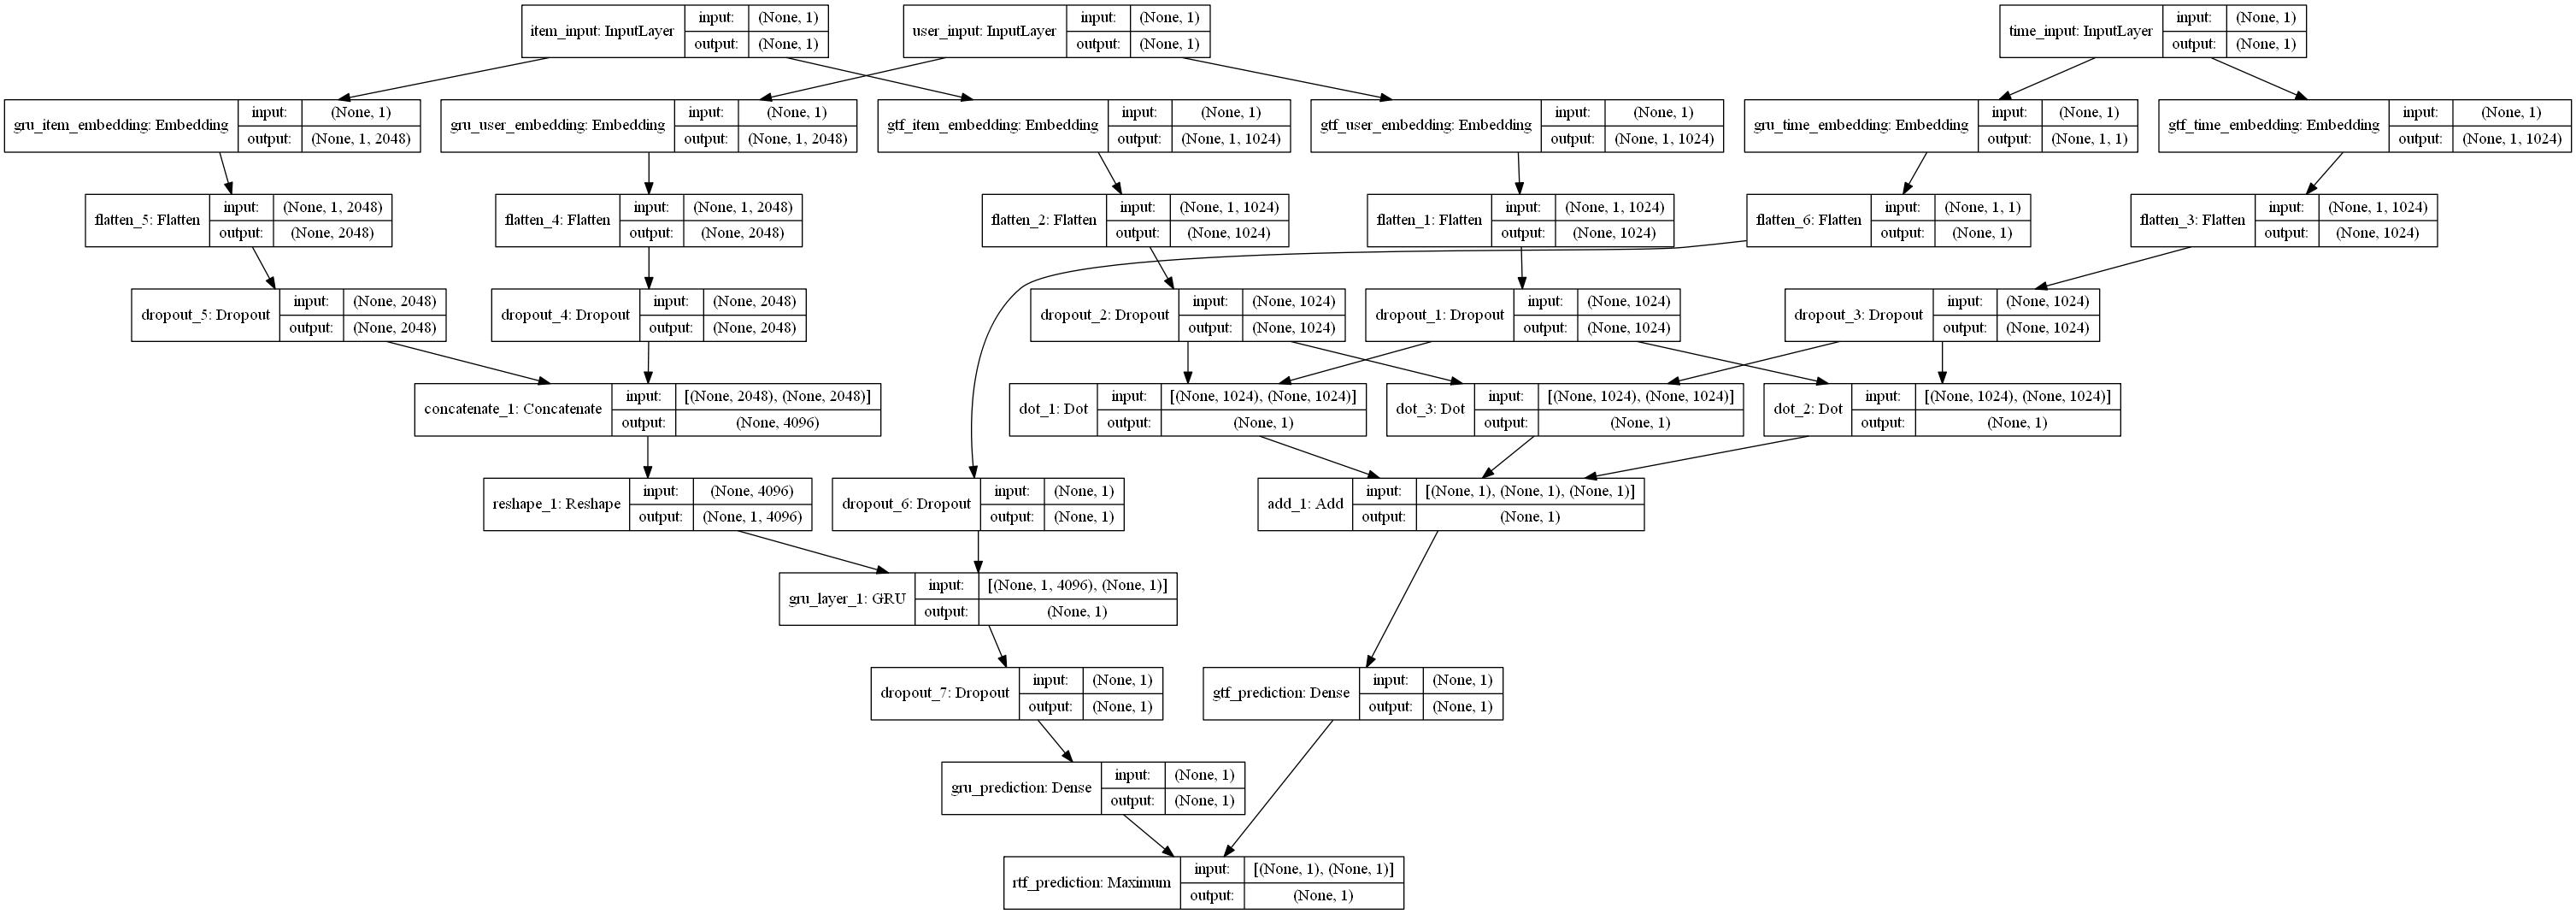 item_input: InputLayer
input: (None, 1)
output: (None, 1)
user_input: InputLayer
input: (None, 1)
output: (None, 1)
time_input: InputLayer
input: (None, 1)
output: (None, 1)
gru_item_embedding: Embedding
input: (None, 1)
output: (None, 1, 2048)
gru_user_embedding: Embedding
input: (None, 1)
output: (None, 1, 2048)
gtf_item_embedding: Embedding
input: (None, 1)
output: (None, 1, 1024)
gtf_user_embedding: Embedding
input: (None, 1)
output: (None, 1, 1024)
gru_time_embedding: Embedding
input: (None, 1)
output: (None, 1, 1)
gtf_time_embedding: Embedding
input: (None, 1)
output: (None, 1, 1024)
flatten_5: Flatten
input: (None, 1, 2048)
output: (None, 2048)
flatten_4: Flatten
input: (None, 1, 2048)
output: (None, 2048)
flatten_2: Flatten
input: (None, 1, 1024)
output: (None, 1024)
flatten_1: Flatten
input: (None, 1, 1024)
output: (None, 1024)
flatten_6: Flatten
input: (None, 1, 1)
output: (None, 1)
flatten_3: Flatten
input: (None, 1, 1024)
output: (None, 1024)
dropout_5: Dropout
input: (None, 2048)
output: (None, 2048)
dropout_4: Dropout
input: (None, 2048)
output: (None, 2048)
dropout_2: Dropout
input: (None, 1024)
output: (None, 1024)
dropout_1: Dropout
input: (None, 1024)
output: (None, 1024)
dropout_3: Dropout
input: (None, 1024)
output: (None, 1024)
concatenate_1: Concatenate
input: [(None, 2048), (None, 2048)]
output: (None, 4096)
dot_1: Dot
input: [(None, 1024), (None, 1024)]
output: (None, 1)
dot_3: Dot
input: [(None, 1024), (None, 1024)]
output: (None, 1)
dot_2: Dot
input: [(None, 1024), (None, 1024)]
output: (None, 1)
reshape_1: Reshape
input: (None, 4096)
output: (None, 1, 4096)
dropout_6: Dropout
input: (None, 1)
output: (None, 1)
add_1: Add
input: [(None, 1), (None, 1), (None, 1)]
output: (None, 1)
gru_layer_1: GRU
input: [(None, 1, 4096), (None, 1)]
output: (None, 1)
dropout_7: Dropout
input: (None, 1)
output: (None, 1)
gtf_prediction: Dense
input: (None, 1)
output: (None, 1)
gru_prediction: Dense
input: (None, 1)
output: (None, 1)
rtf_prediction: Maximum
input: [(None, 1), (None, 1)]
output: (None, 1)